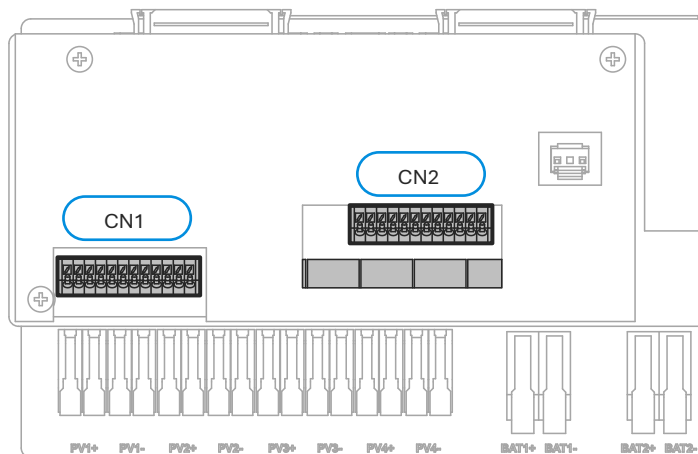 CN2
CN1
PV1+ PV1- PV2+ PV2- PV3+ PV3- PV4+ PV4- BAT1+ BAT1- BAT2+ BAT2-